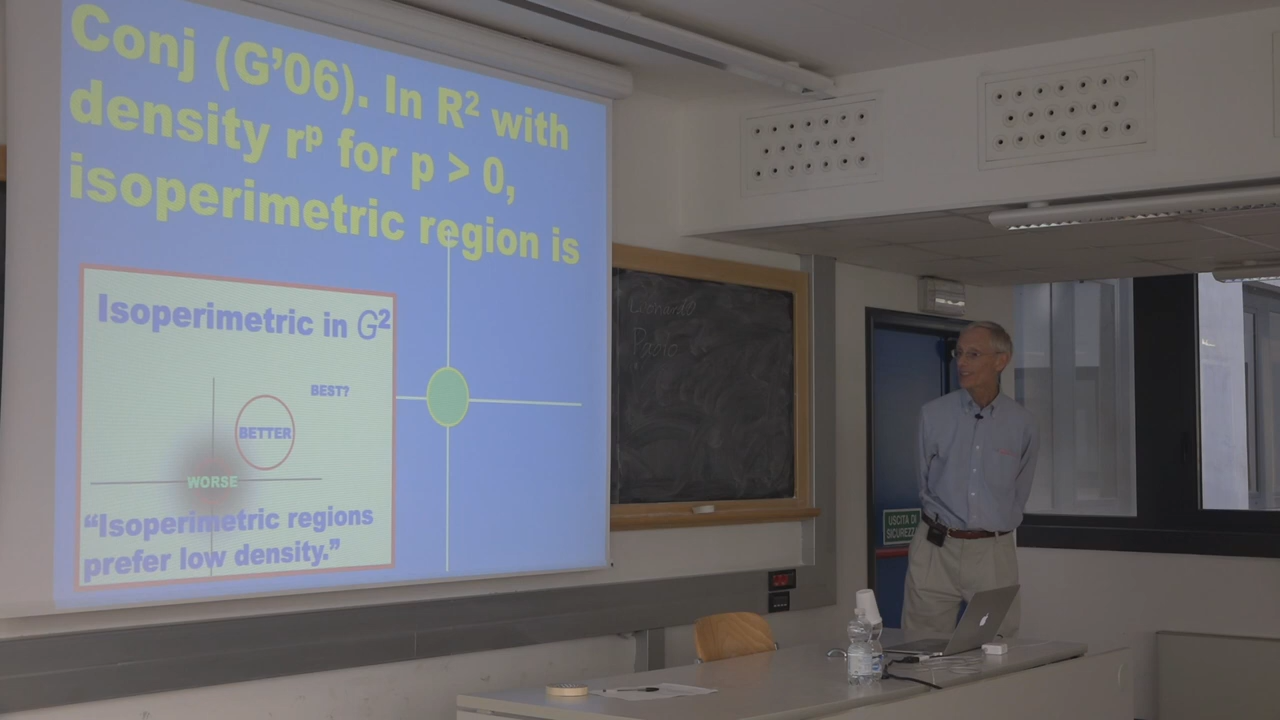 Conj (G’06). In R² with
density rᵖ for p > 0,
isoperimetric region is
Isoperimetric in G²
BEST?
BETTER
WORSE
“Isoperimetric regions
prefer low density.”
Leonardo
Paolo
USCITA DI
SICUREZZA